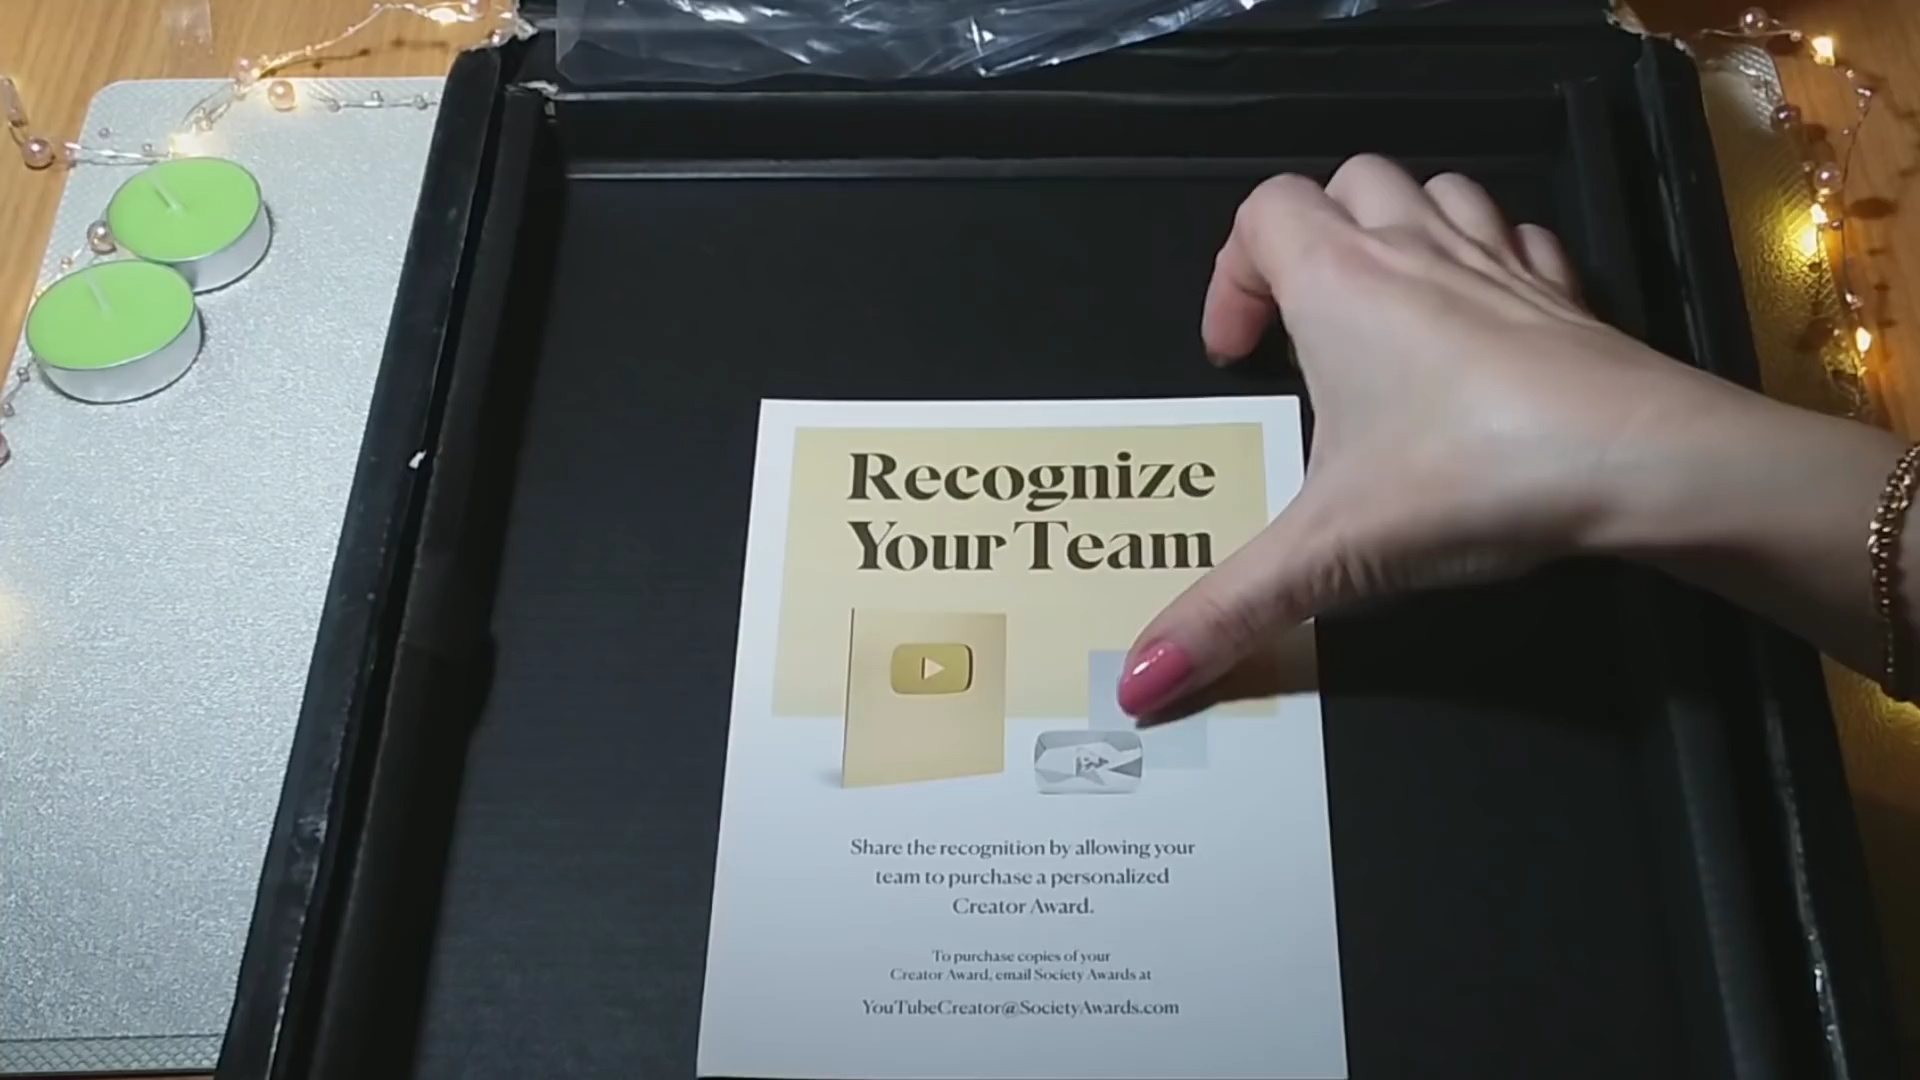 Recognize
Your Team
Share the recognition by allowing your
team to purchase a personalized
Creator Award.
To purchase copies of your
Creator Award, email Society Awards at
YouTubeCreator@SocietyAwards.com